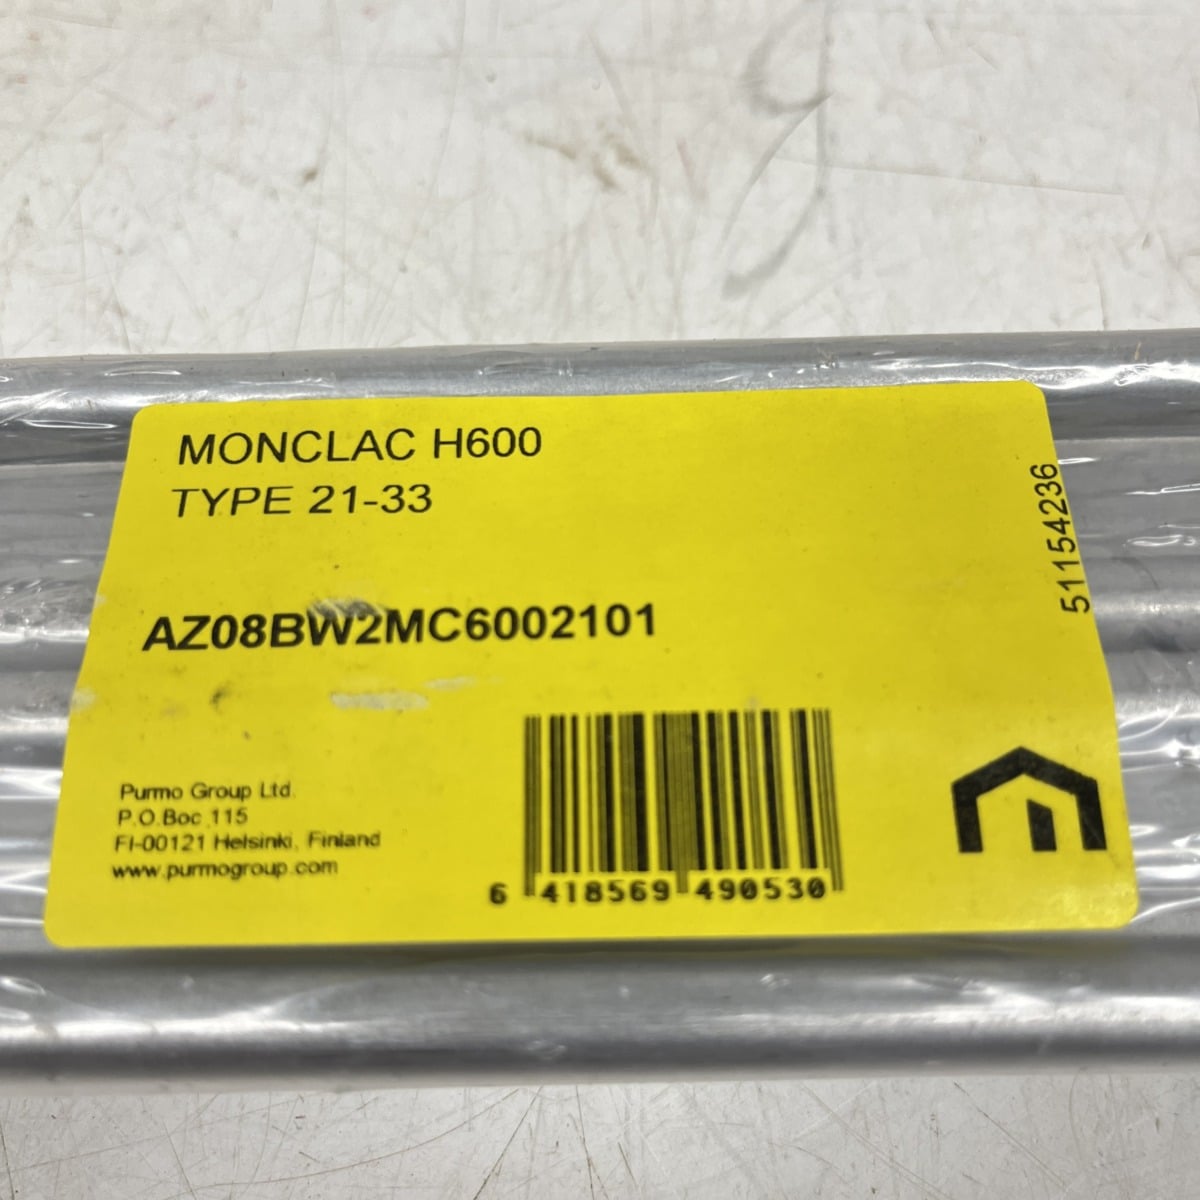 MONCLAC H600
TYPE 21-33
51154236
AZ08BW2MC6002101
Purmo Group Ltd.
P.O.Boc 115
FI-00121 Helsinki, Finland
www.purmogroup.com
6 418569 490530